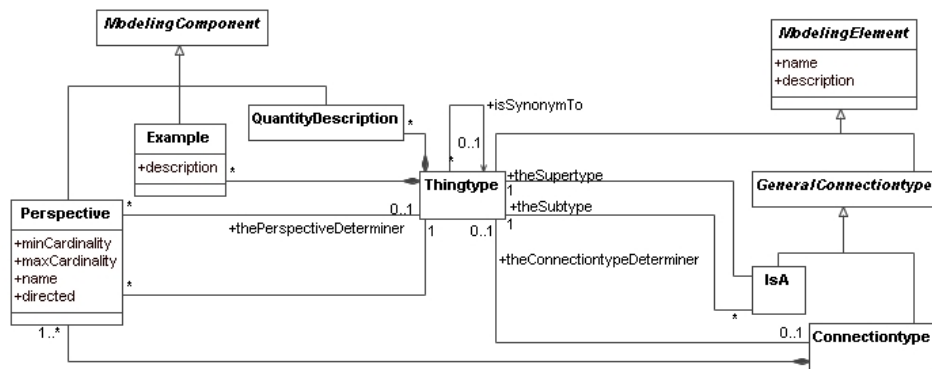 ModelingComponent
ModelingElement
+name
+description
+isSynonymTo
QuantityDescription
*
Example
+description
*
0..1
*
Thingtype
+theSupertype
1
GeneralConnectiontype
Perspective
*
0..1
+theSubtype
+thePerspectiveDeterminer
1
0..1
1
+minCardinality
+maxCardinality
+name
+directed
+theConnectiontypeDeterminer
IsA
*
*
1..*
0..1
Connectiontype